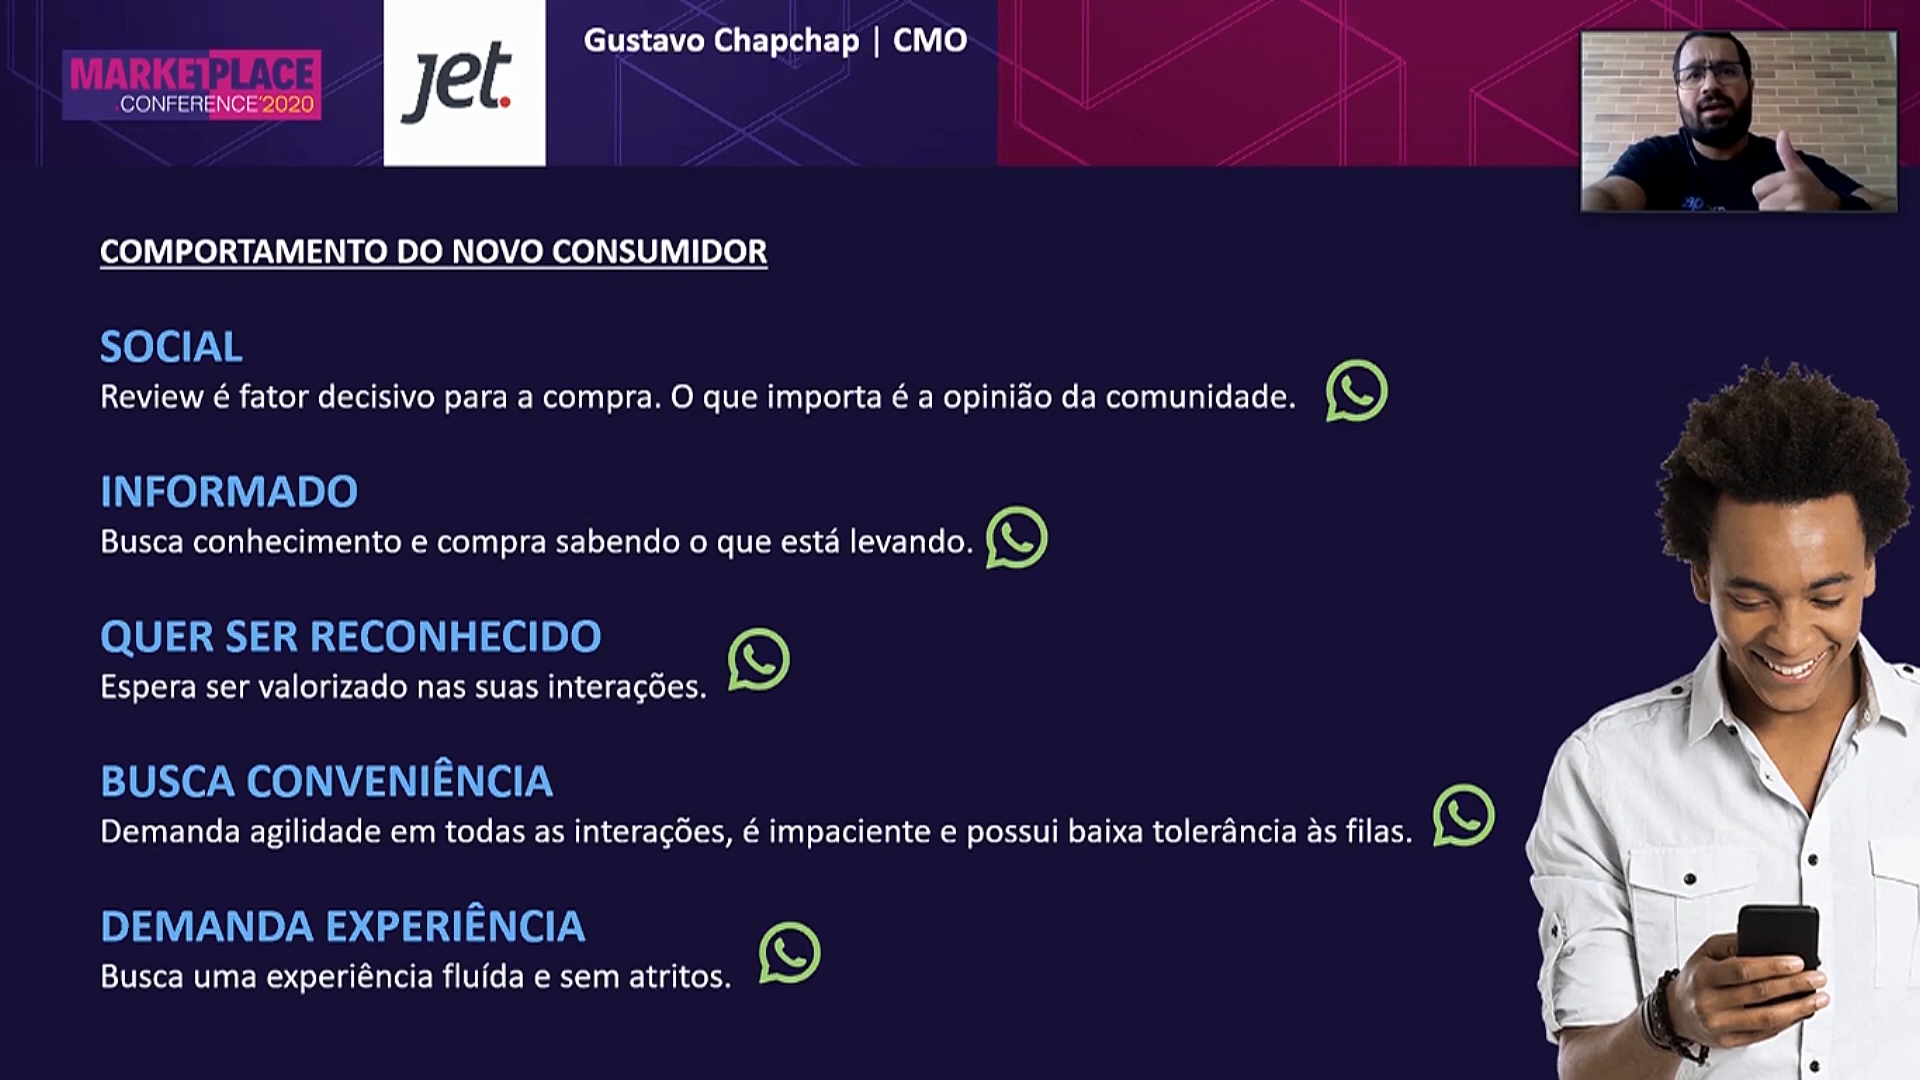 MARKETPLACE
.CONFERENCE'2020
jet.
Gustavo Chapchap | CMO
COMPORTAMENTO DO NOVO CONSUMIDOR
SOCIAL
Review é fator decisivo para a compra. O que importa é a opinião da comunidade.
INFORMADO
Busca conhecimento e compra sabendo o que está levando.
QUER SER RECONHECIDO
Espera ser valorizado nas suas interações.
BUSCA CONVENIÊNCIA
Demanda agilidade em todas as interações, é impaciente e possui baixa tolerância às filas.
DEMANDA EXPERIÊNCIA
Busca uma experiência fluída e sem atritos.